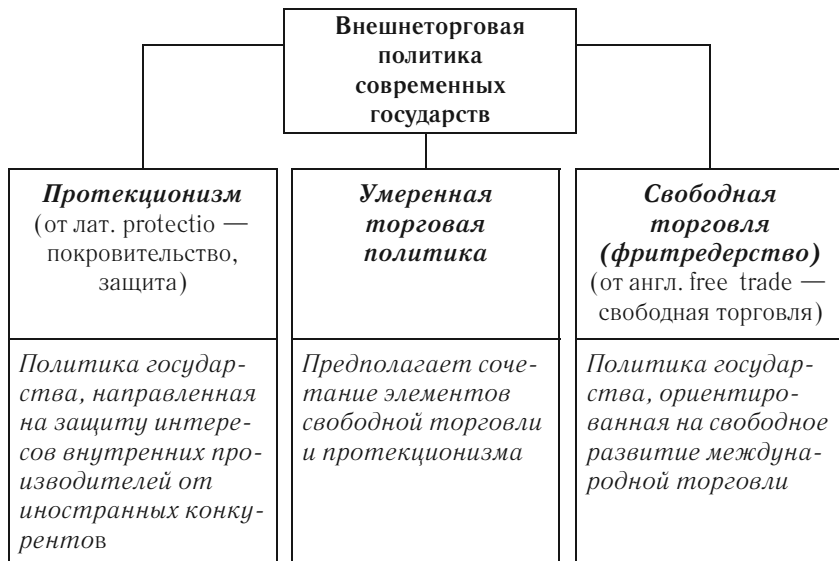 Внешнеторговая
политика
современных
государств
Протекционизм
(от лат. protectio —
покровительство,
защита)
Умеренная
торговая
политика
Свободная
торговля
(фритредерство)
(от англ. free trade —
свободная торговля)
Политика государ-
ства, направленная
на защиту интере-
сов внутренних про-
изводителей от
иностранных конку-
рентов
Предполагает соче-
тание элементов
свободной торговли
и протекционизма
Политика государ-
ства, ориентиро-
ванная на свободное
развитие междуна-
родной торговли